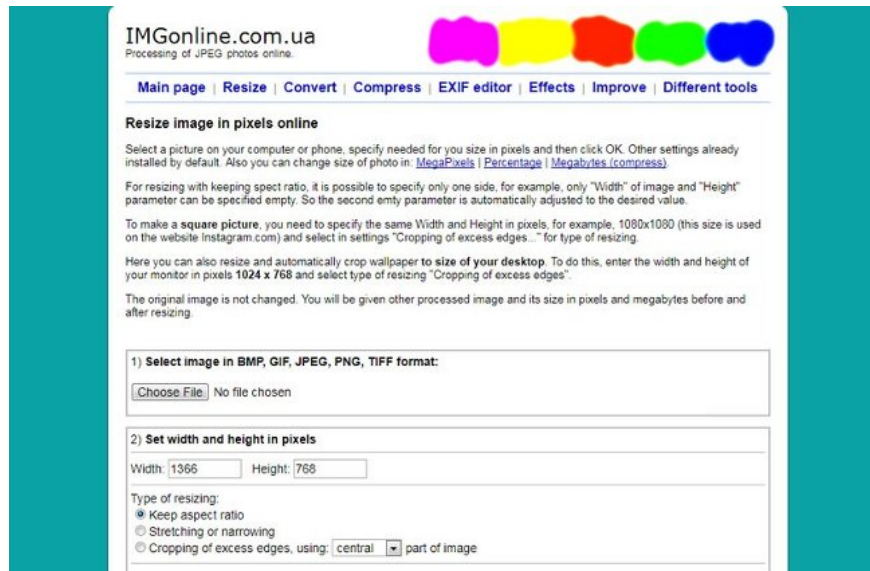 IMGonline.com.ua
Processing of JPEG photos online.
Main page | Resize | Convert | Compress | EXIF editor | Effects | Improve | Different tools
Resize image in pixels online
Select a picture on your computer or phone, specify needed for you size in pixels and then click OK. Other settings already
installed by default. Also you can change size of photo in: MegaPixels | Percentage | Megabytes (compress).
For resizing with keeping spect ratio, it is possible to specify only one side, for example, only "Width" of image and "Height"
parameter can be specified empty. So the second emty parameter is automatically adjusted to the desired value.
To make a square picture, you need to specify the same Width and Height in pixels, for example, 1080x1080 (this size is used
on the website Instagram.com) and select in settings "Cropping of excess edges..." for type of resizing.
Here you can also resize and automatically crop wallpaper to size of your desktop. To do this, enter the width and height of
your monitor in pixels 1024 x 768 and select type of resizing "Cropping of excess edges".
The original image is not changed. You will be given other processed image and its size in pixels and megabytes before and
after resizing.
1) Select image in BMP, GIF, JPEG, PNG, TIFF format:
Choose File No file chosen
2) Set width and height in pixels
Width: 1366 Height: 768
Type of resizing:
Keep aspect ratio
Stretching or narrowing
Cropping of excess edges, using: central part of image